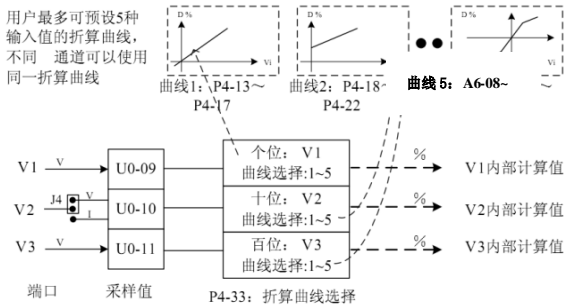 用户最多可预设5种
输入值的折算曲线,
不同 通道可以使用
同一折算曲线
D%
Vi
D%
D%
Vi
曲线1: P4-13～
P4-17
曲线2: P4-18～
P4-22
曲线5: A6-08~
～
V1
V
U0-09
个位: V1
曲线选择:1~5
%
V1内部计算值
V2
J4
V
I
U0-10
十位: V2
曲线选择:1~5
%
V2内部计算值
V3
V
U0-11
百位: V3
曲线选择:1~5
%
V3内部计算值
端口
采样值
P4-33: 折算曲线选择